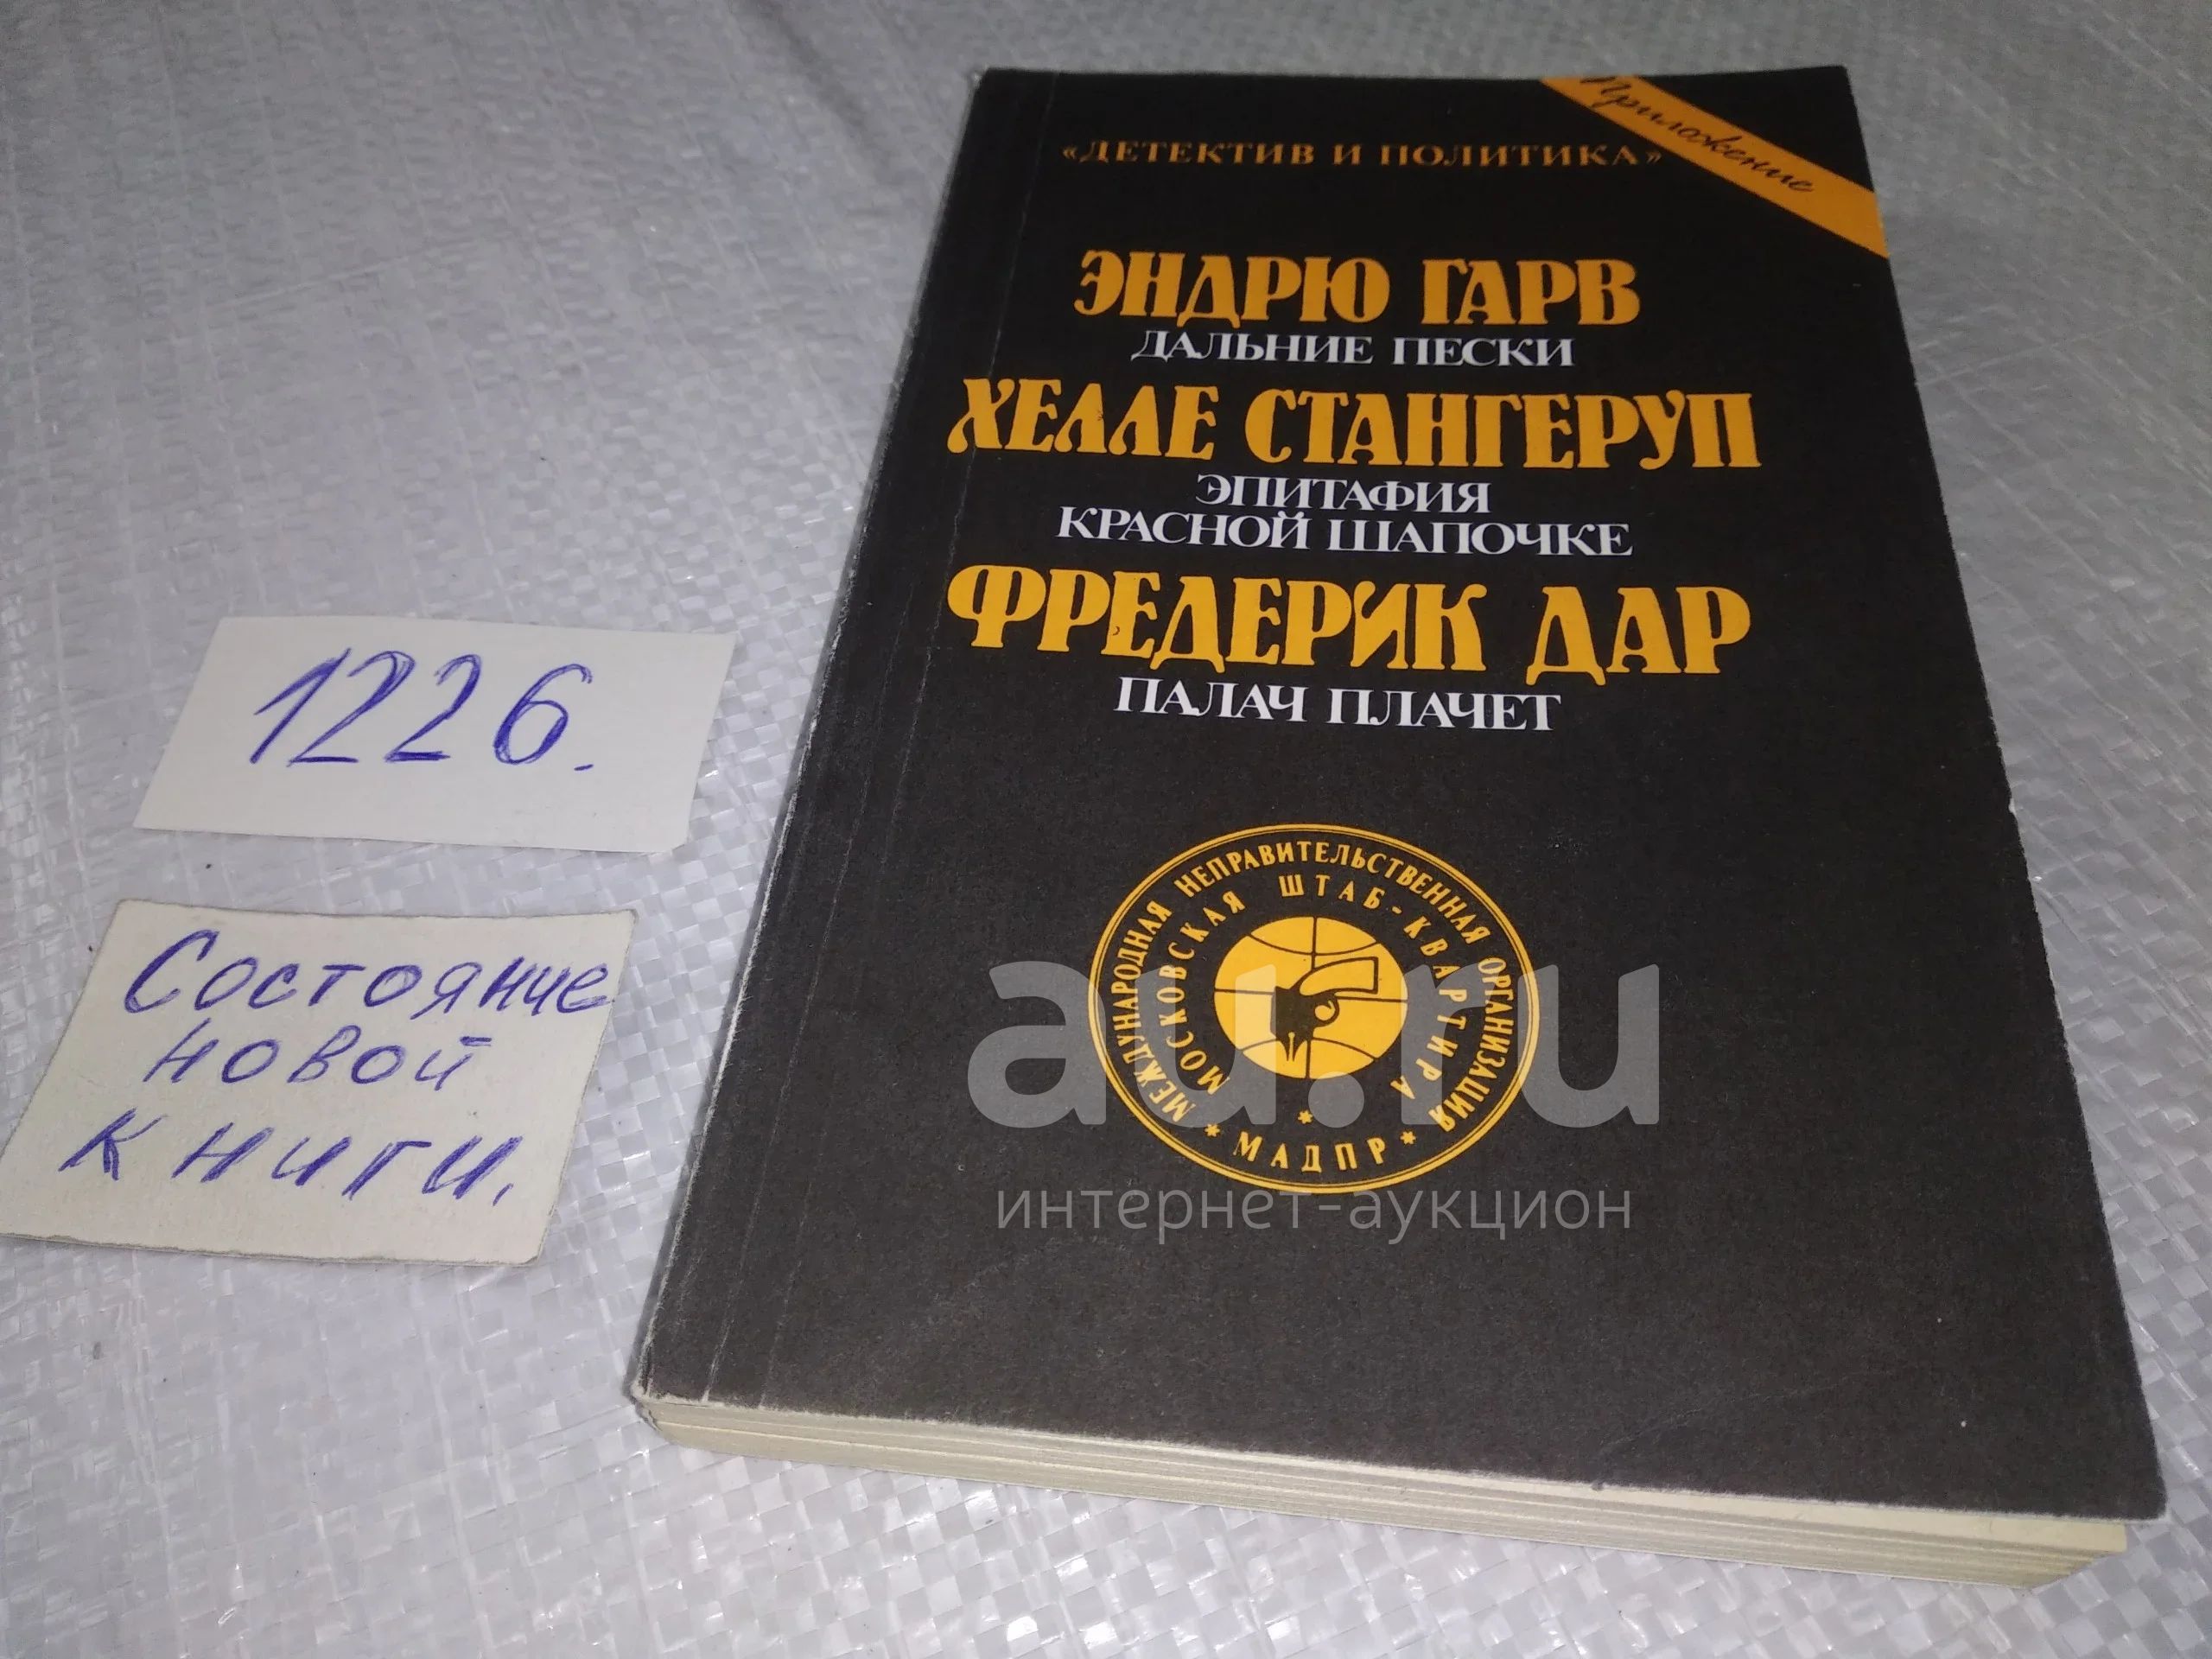 Приложение
«ДЕТЕКТИВ И ПОЛИТИКА»
ЭНДРЮ ГАРВ
ДАЛЬНИЕ ПЕСКИ
ХЕЛЛЕ СТАНГЕРУП
ЭПИТАФИЯ
КРАСНОЙ ШАПОЧКЕ
ФРЕДЕРИК ДАР
ПАЛАЧ ПЛАЧЕТ
МЕЖДУНАРОДНАЯ НЕПРАВИТЕЛЬСТВЕННАЯ ОРГАНИЗАЦИЯ
МОСКОВСКАЯ ШТАБ-КВАРТИРА
* МАДПР *
au.ru
интернет-аукцион
1226.
Состояние
новой
книги.